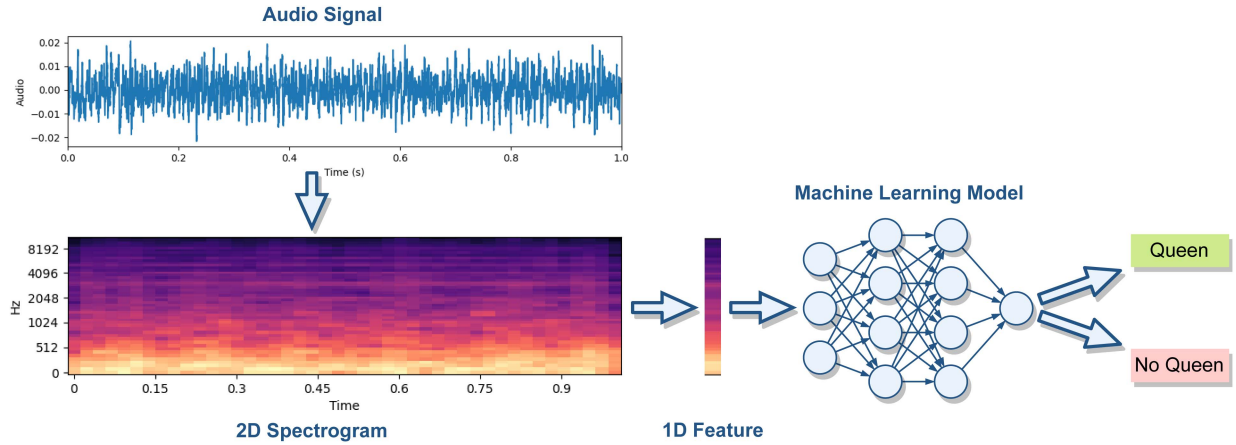 Audio Signal
0.02
0.01
0.00
−0.01
−0.02
Audio
0.0 0.2 0.4 0.6 0.8 1.0
Time (s)
8192
4096
2048
1024
512
0
Hz
0 0.15 0.3 0.45 0.6 0.75 0.9
Time
2D Spectrogram
1D Feature
Machine Learning Model
Queen
No Queen